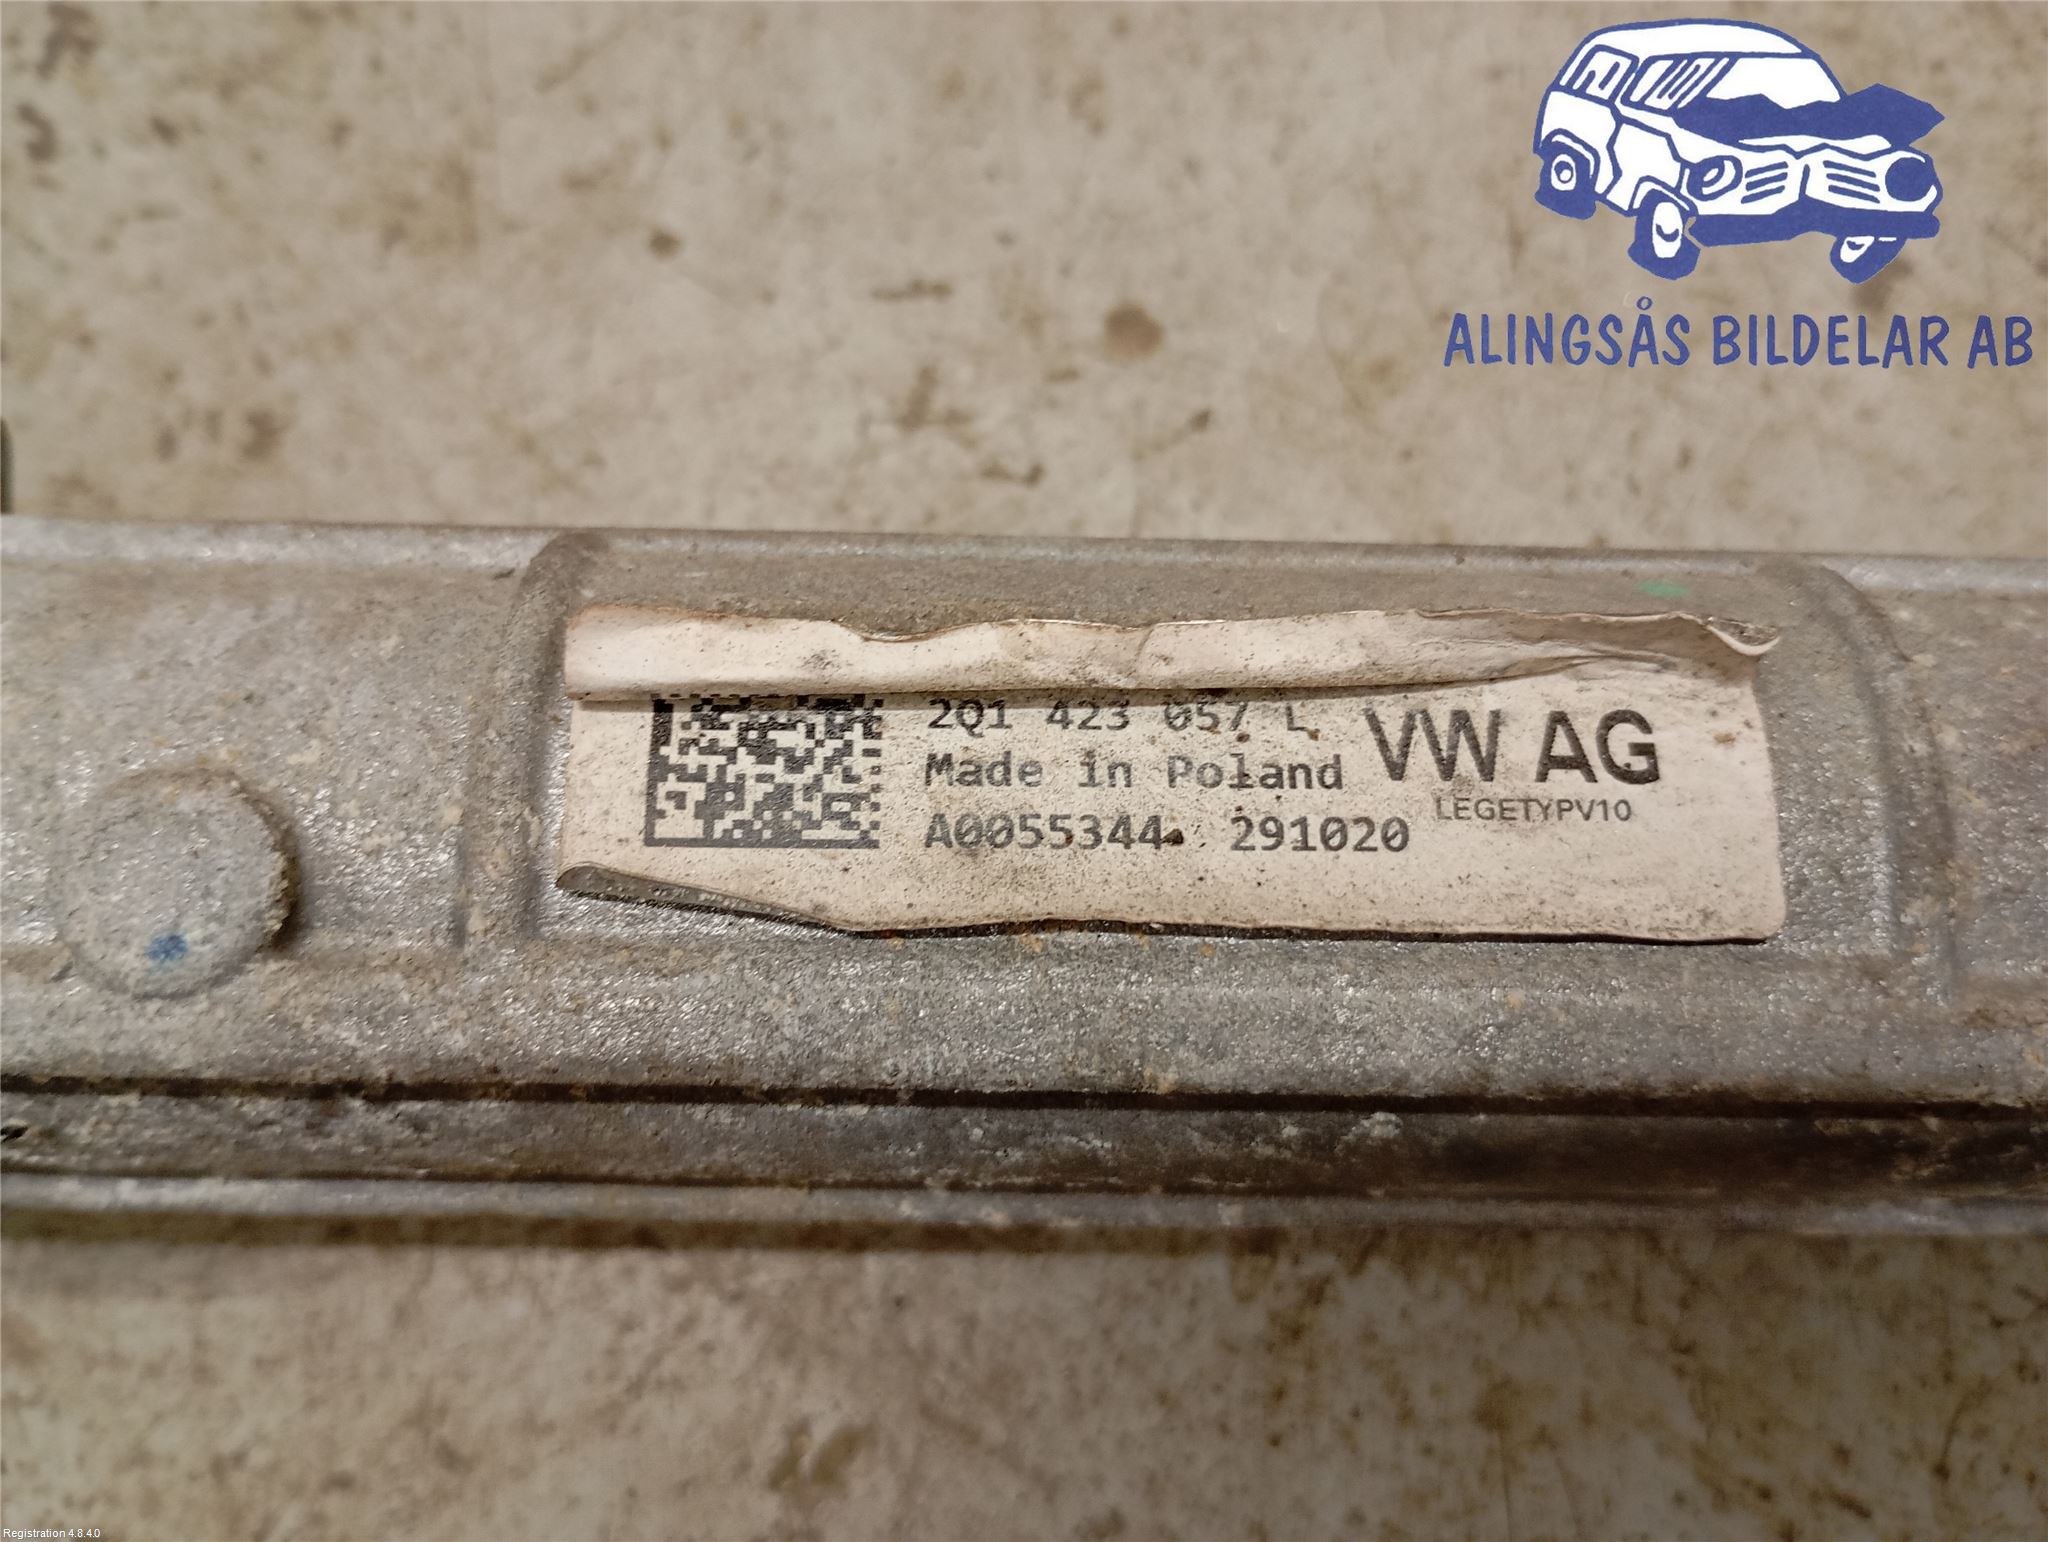 ALINGSÅS BILDELAR AB
2Q1 423 057 L
VW AG
Made in Poland
LEGETYPV10
A0055344 291020
Registration 4.8.4.0